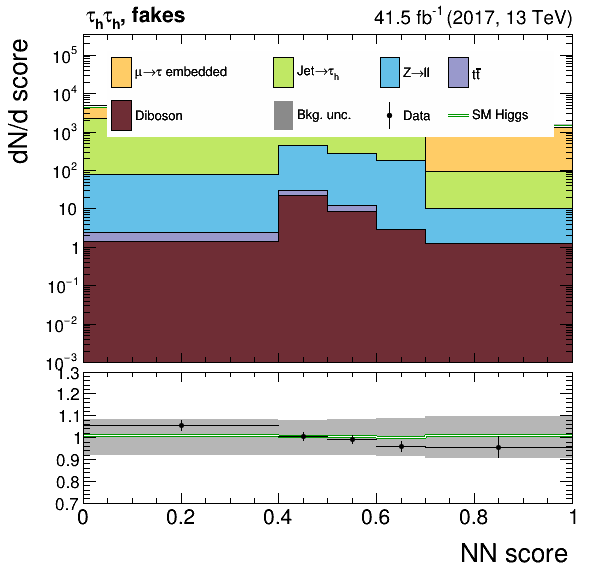 τhτh, fakes
41.5 fb⁻¹ (2017, 13 TeV)
dN/d score
10⁵
10⁴
10³
10²
10
1
10⁻¹
10⁻²
10⁻³
μ→τ embedded
Jet→τh
Z→ll
tt̄
Diboson
Bkg. unc.
Data
SM Higgs
1.3
1.2
1.1
1
0.9
0.8
0.7
0
0.2
0.4
0.6
0.8
1
NN score